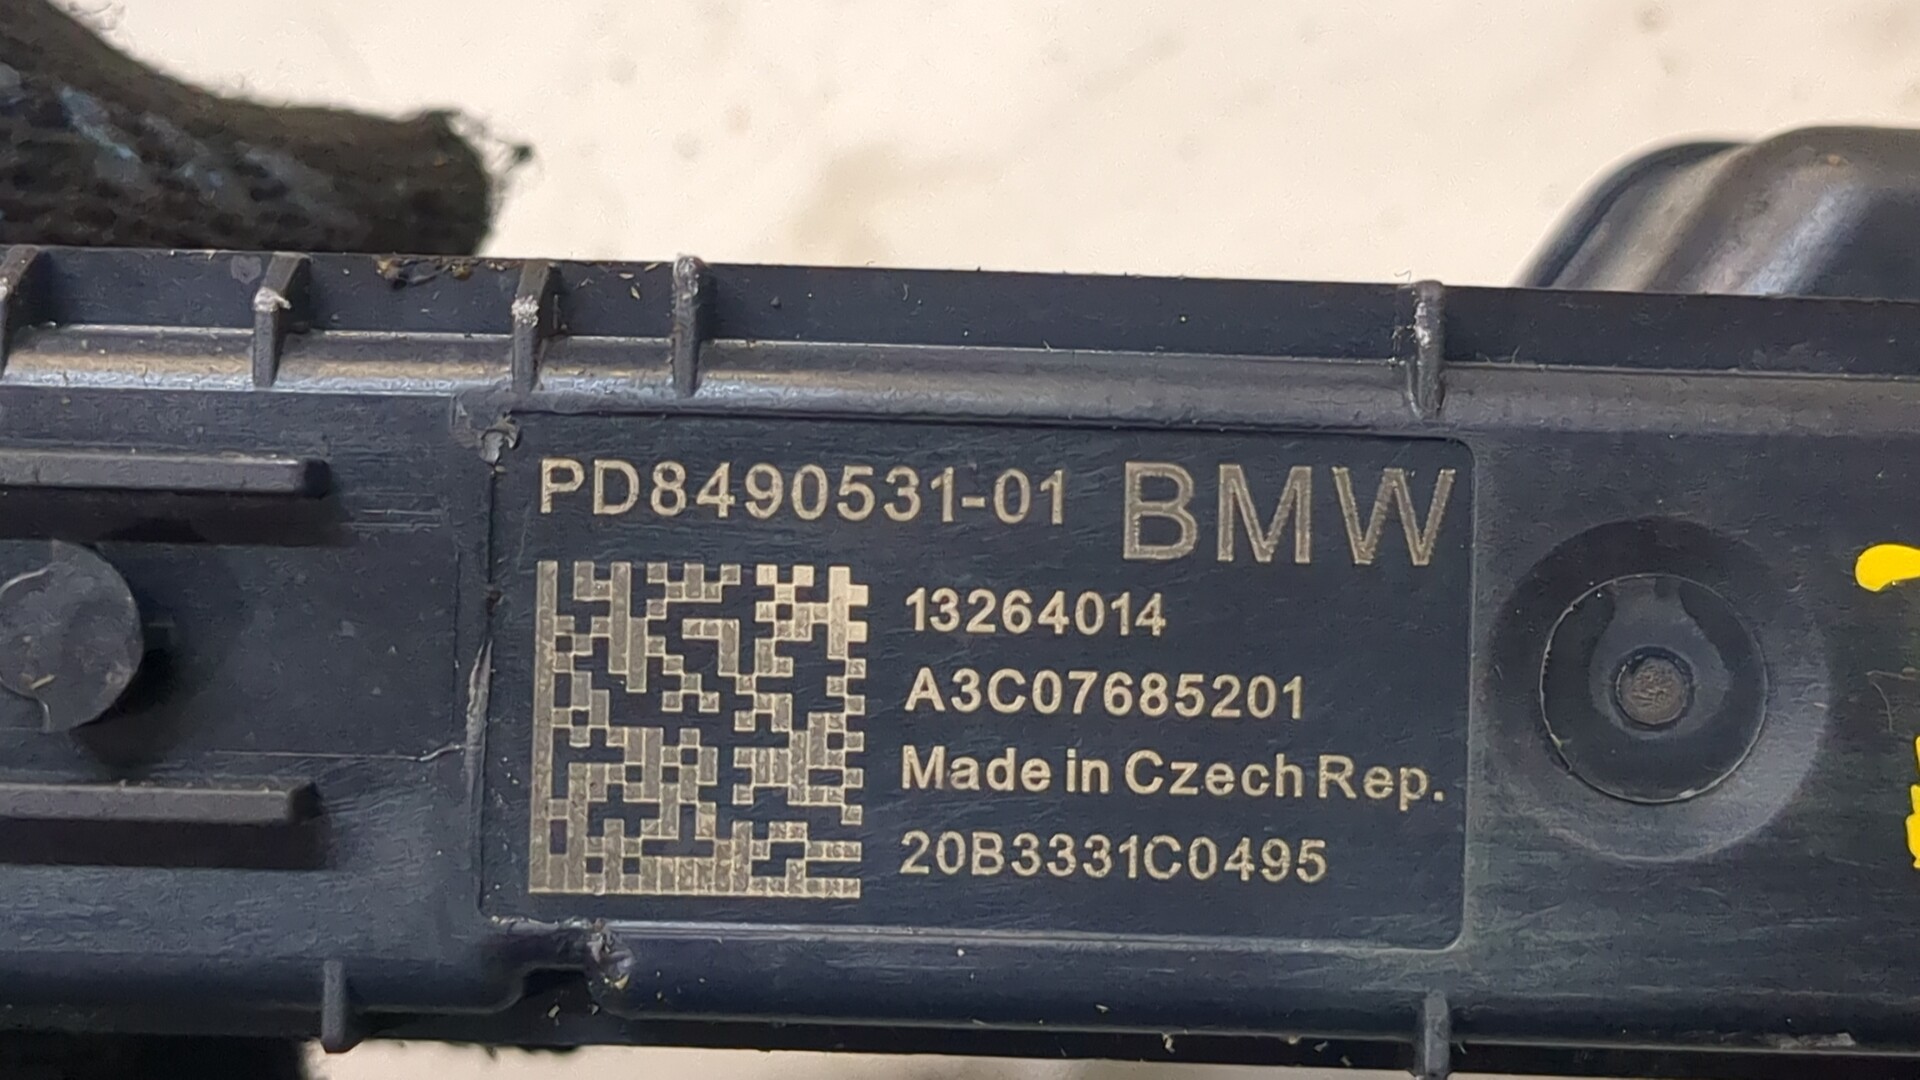 PD8490531-01 BMW
13264014
A3C07685201
Made in Czech Rep.
20B3331C0495